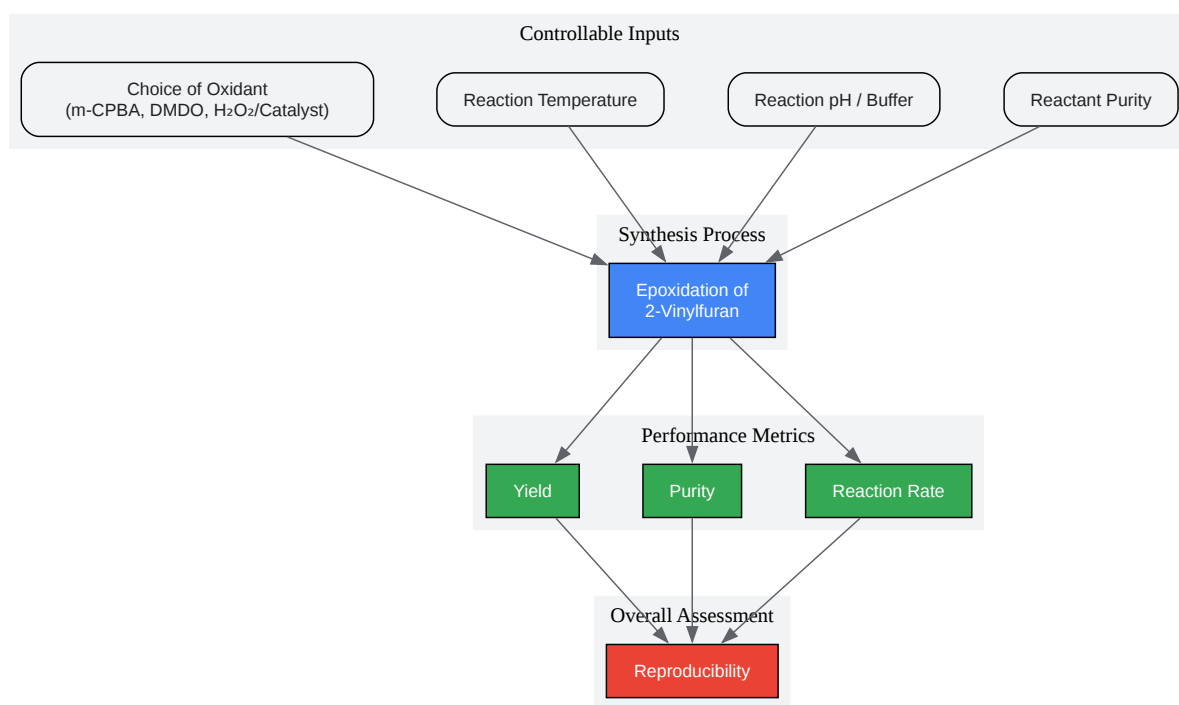 Controllable Inputs
Choice of Oxidant
(m-CPBA, DMDO, H₂O₂/Catalyst)
Reaction Temperature
Reaction pH / Buffer
Reactant Purity
Synthesis Process
Epoxidation of
2-Vinylfuran
Performance Metrics
Yield
Purity
Reaction Rate
Overall Assessment
Reproducibility